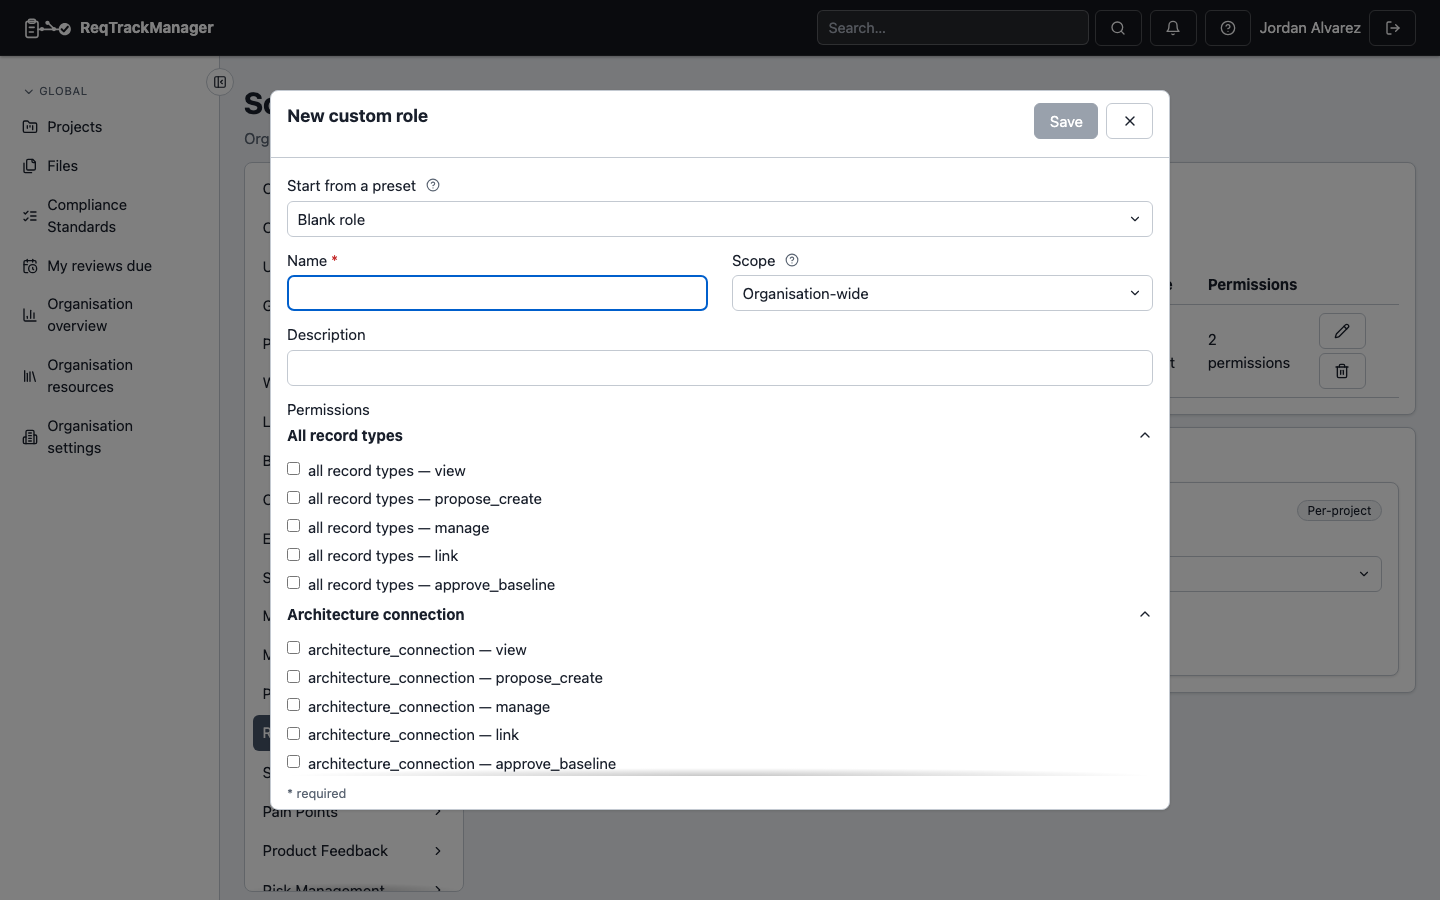 ReqTrackManager
Search...
Jordan Alvarez
GLOBAL
Projects
Files
Compliance
Standards
My reviews due
Organisation
overview
Organisation
resources
Organisation
settings
New custom role
Save
Start from a preset
Blank role
Name *
Scope
Organisation-wide
Description
Permissions
All record types
all record types — view
all record types — propose_create
all record types — manage
all record types — link
all record types — approve_baseline
Architecture connection
architecture_connection — view
architecture_connection — propose_create
architecture_connection — manage
architecture_connection — link
architecture_connection — approve_baseline
* required
Permissions
2
permissions
Per-project
Pain Points
Product Feedback
Risk Management